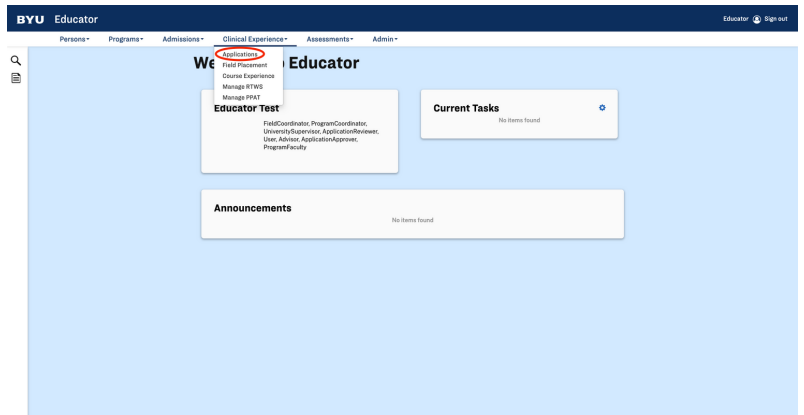 BYU Educator
Educator Sign out
Persons Programs Admissions Clinical Experience Assessments Admin
Applications
Field Placement
Course Experience
Manage RTWS
Manage PPAT
We Educator
Educator Test
FieldCoordinator, ProgramCoordinator,
UniversitySupervisor, ApplicationReviewer,
User, Advisor, ApplicationApprover,
ProgramFaculty
Current Tasks
No items found
Announcements
No items found